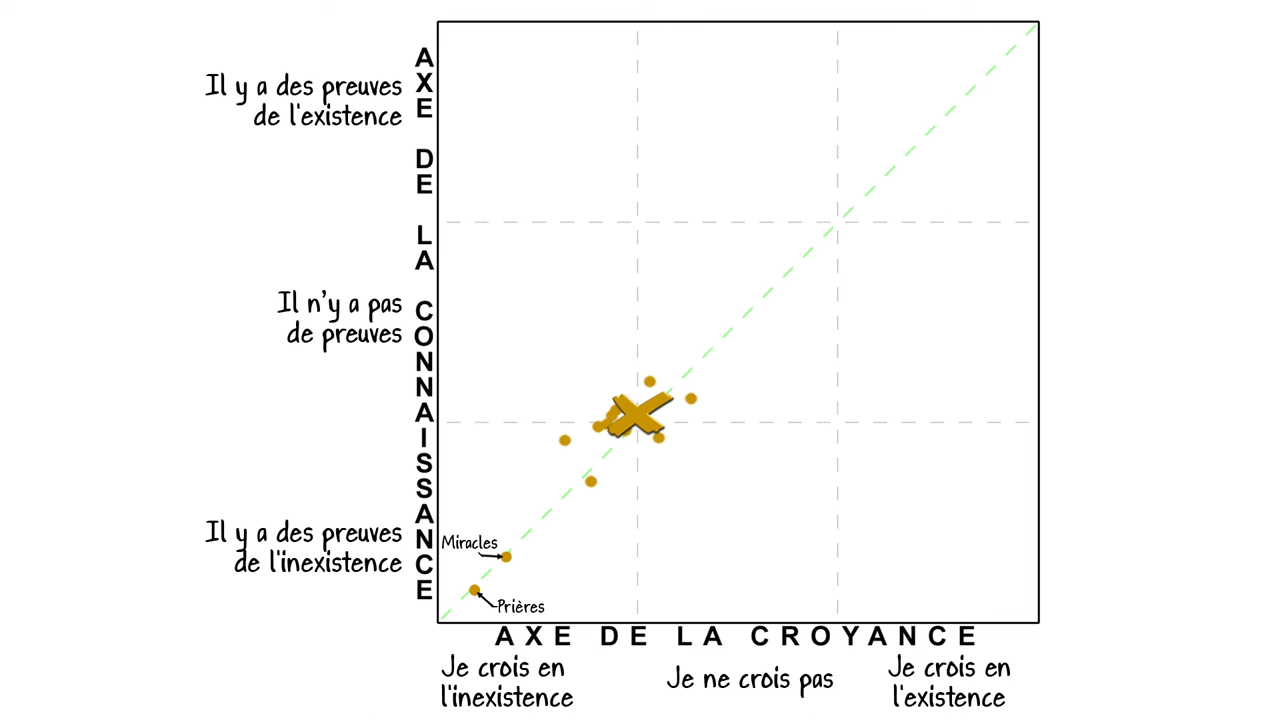 AXE DE LA CONNAISSANCE
Il y a des preuves
de l'existence
Il n'y a pas
de preuves
Il y a des preuves
de l'inexistence
Miracles
Prières
AXE DE LA CROYANCE
Je crois en
l'inexistence
Je ne crois pas
Je crois en
l'existence